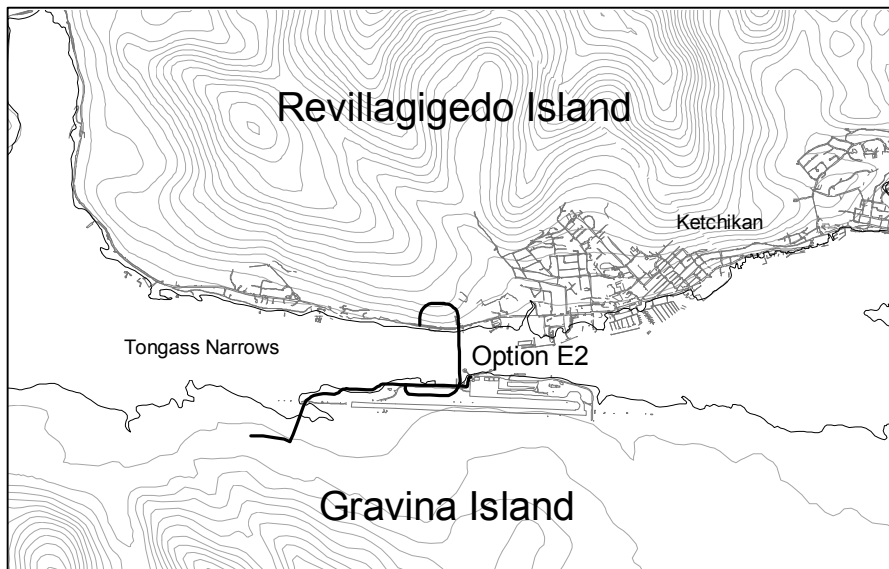 Revillagigedo Island
Ketchikan
Tongass Narrows
Option E2
Gravina Island